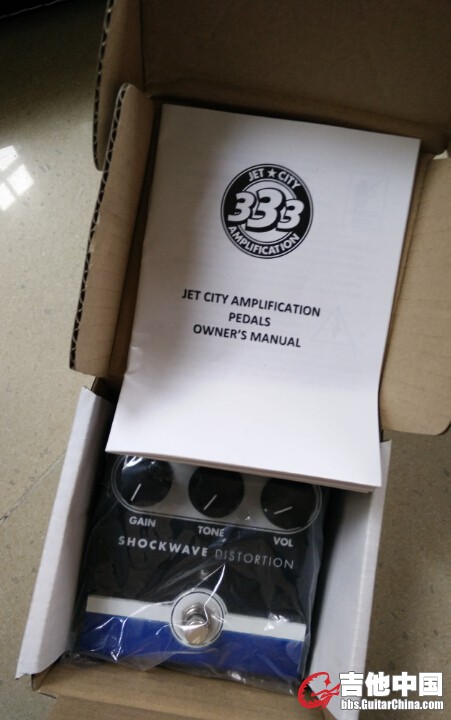 JET ★ CITY
333
AMPLIFICATION
JET CITY AMPLIFICATION
PEDALS
OWNER'S MANUAL
GAIN
TONE
VOL
SHOCKWAVE DISTORTION
吉他中国
bbs.GuitarChina.com